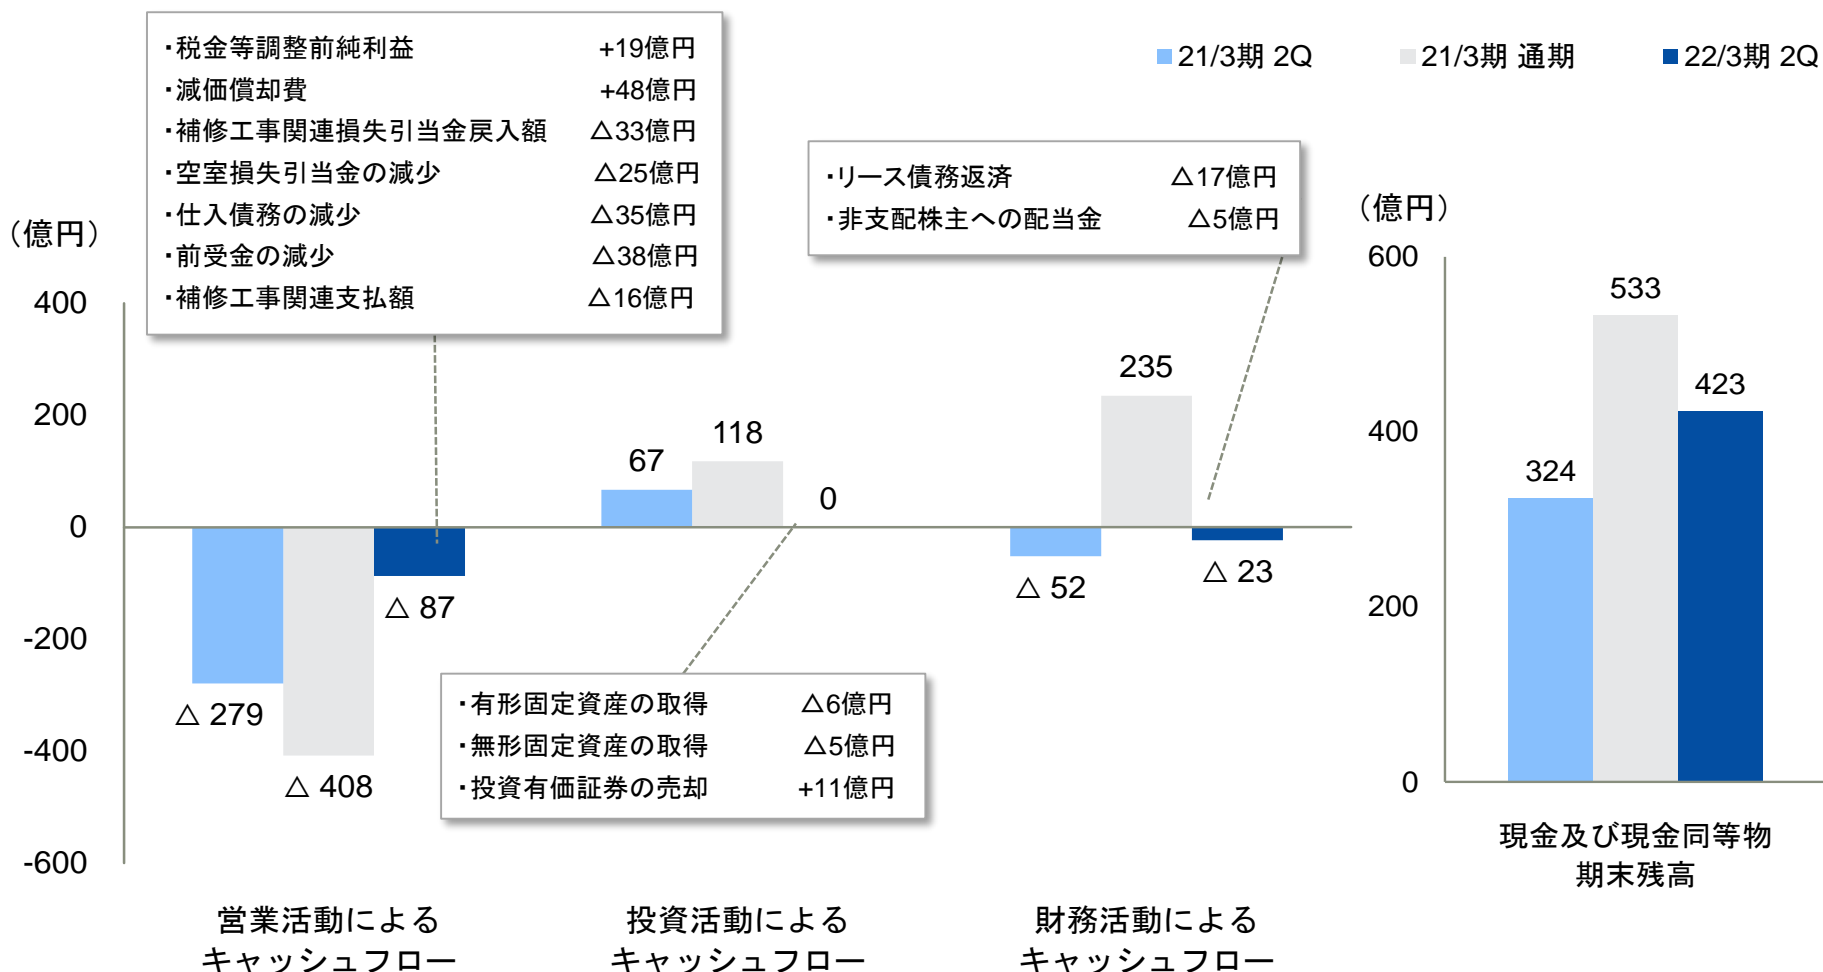 ・税金等調整前純利益 +19億円
・減価償却費 +48億円
・補修工事関連損失引当金戻入額 △33億円
・空室損失引当金の減少 △25億円
・仕入債務の減少 △35億円
・前受金の減少 △38億円
・補修工事関連支払額 △16億円
21/3期 2Q 21/3期 通期 22/3期 2Q
・リース債務返済 △17億円
・非支配株主への配当金 △5億円
（億円）
400
200
0
-200
-400
-600
△ 279
△ 408
△ 87
67
118
0
△ 52
235
△ 23
・有形固定資産の取得 △6億円
・無形固定資産の取得 △5億円
・投資有価証券の売却 +11億円
営業活動による
キャッシュフロー
投資活動による
キャッシュフロー
財務活動による
キャッシュフロー
（億円）
600
400
200
0
324
533
423
現金及び現金同等物
期末残高